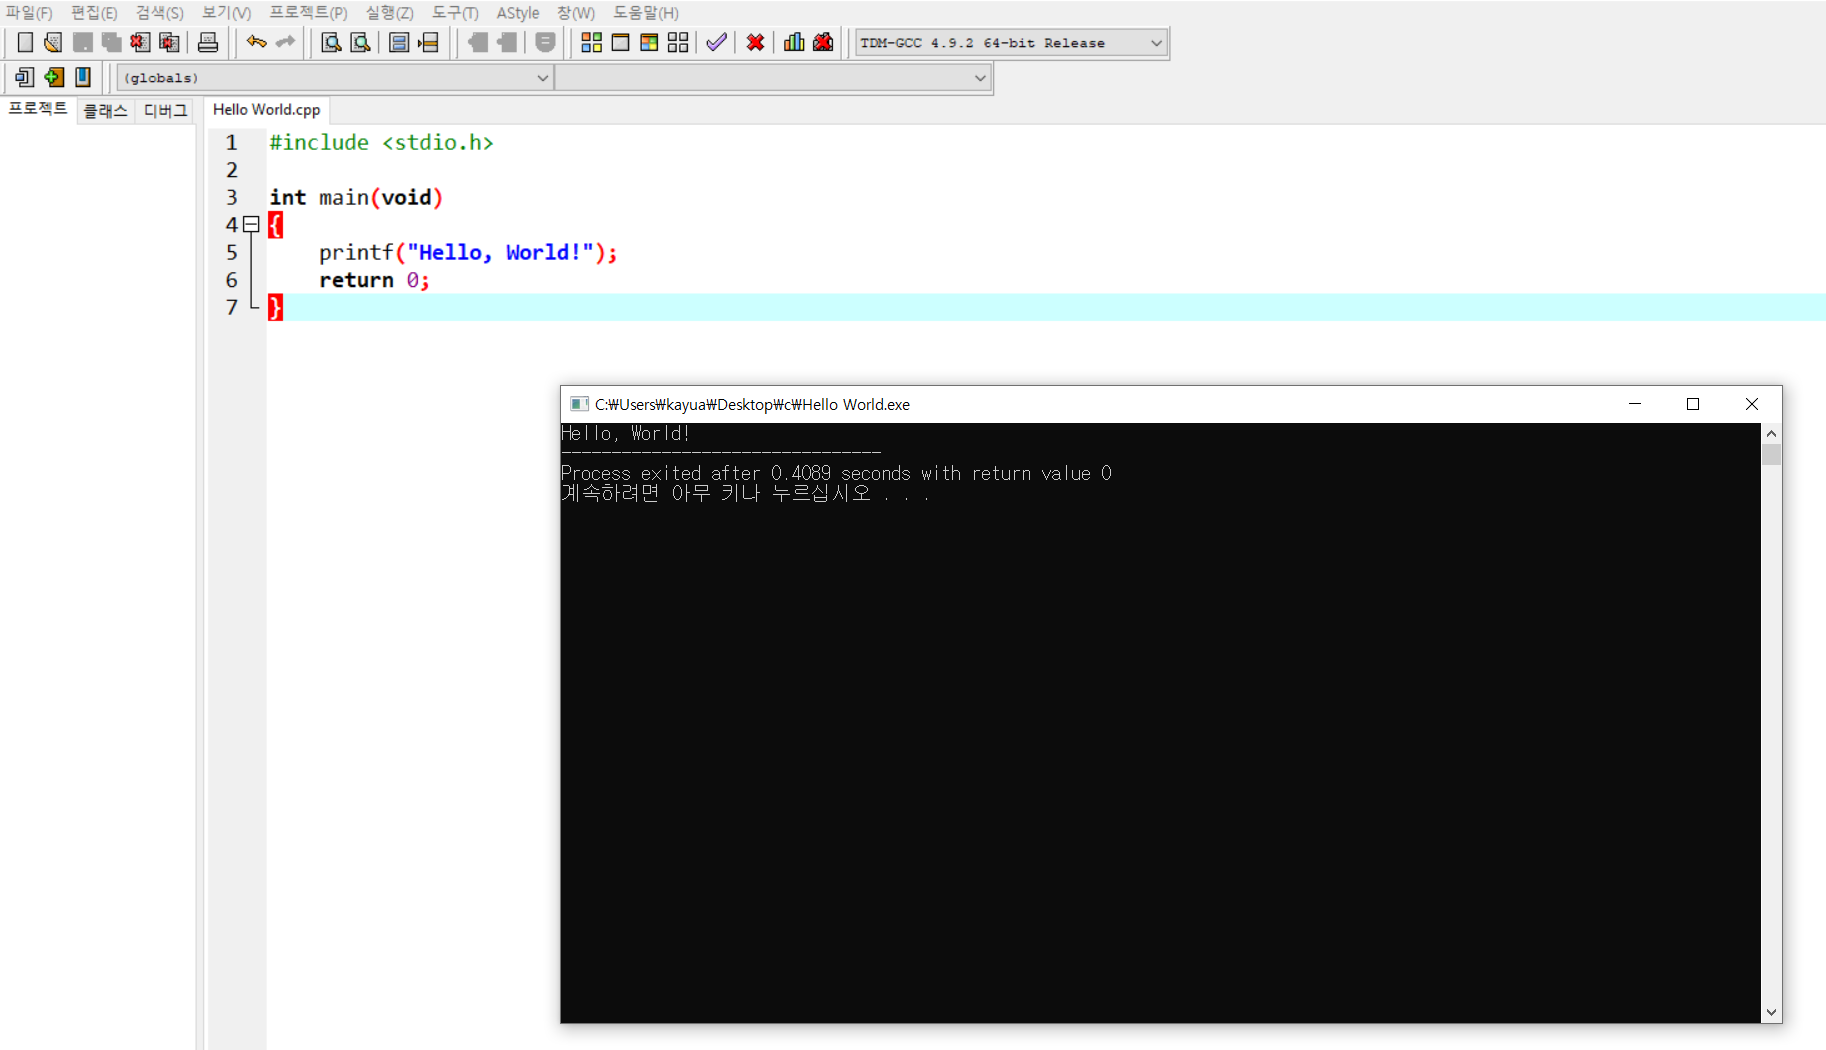 파일(F) 편집(E) 검색(S) 보기(V) 프로젝트(P) 실행(Z) 도구(T) AStyle 창(W) 도움말(H)
TDM-GCC 4.9.2 64-bit Release
(globals)
프로젝트 클래스 디버그
Hello World.cpp
1 #include <stdio.h>
2
3 int main(void)
4 {
5 printf("Hello, World!");
6 return 0;
7 }
C:₩Users₩kayua₩Desktop₩c₩Hello World.exe
Hello, World!
--------------------------------
Process exited after 0.4089 seconds with return value 0
계속하려면 아무 키나 누르십시오 . . .